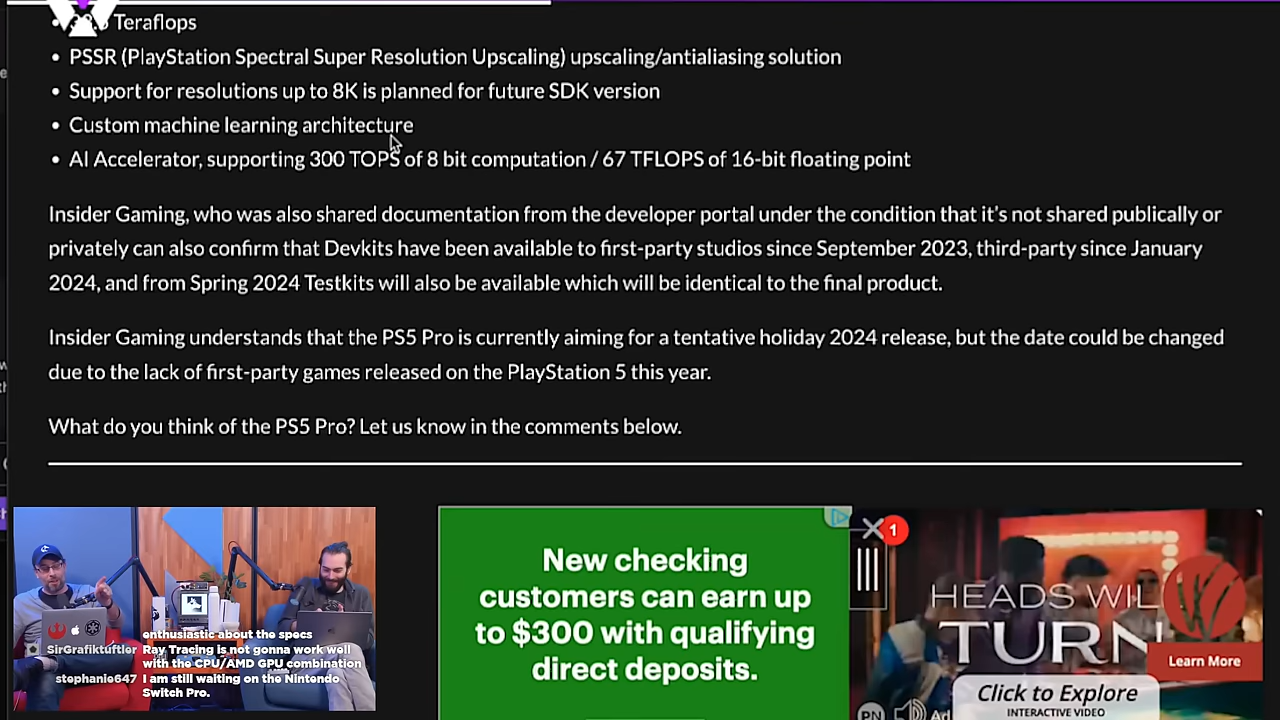 Teraflops
• PSSR (PlayStation Spectral Super Resolution Upscaling) upscaling/antialiasing solution
• Support for resolutions up to 8K is planned for future SDK version
• Custom machine learning architecture
• AI Accelerator, supporting 300 TOPS of 8 bit computation / 67 TFLOPS of 16-bit floating point
Insider Gaming, who was also shared documentation from the developer portal under the condition that it's not shared publically or
privately can also confirm that Devkits have been available to first-party studios since September 2023, third-party since January
2024, and from Spring 2024 Testkits will also be available which will be identical to the final product.
Insider Gaming understands that the PS5 Pro is currently aiming for a tentative holiday 2024 release, but the date could be changed
due to the lack of first-party games released on the PlayStation 5 this year.
What do you think of the PS5 Pro? Let us know in the comments below.
enthusiastic about the specs
SirGrafiktuftler Ray Tracing is not gonna work well
with the CPU/AMD GPU combination
stephanie647 I am still waiting on the Nintendo
Switch Pro.
New checking
customers can earn up
to $300 with qualifying
direct deposits.
1
HEADS WIL
TURN
Learn More
Click to Explore
INTERACTIVE VIDEO
PN
Ad